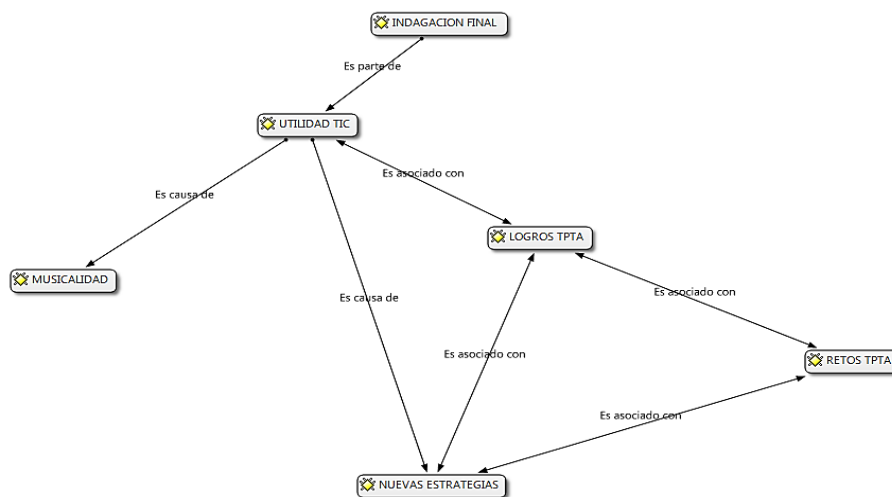 INDAGACION FINAL
Es parte de
UTILIDAD TIC
Es asociado con
Es causa de
LOGROS TPTA
MUSICALIDAD
Es causa de
Es asociado con
Es asociado con
RETOS TPTA
Es asociado con
NUEVAS ESTRATEGIAS